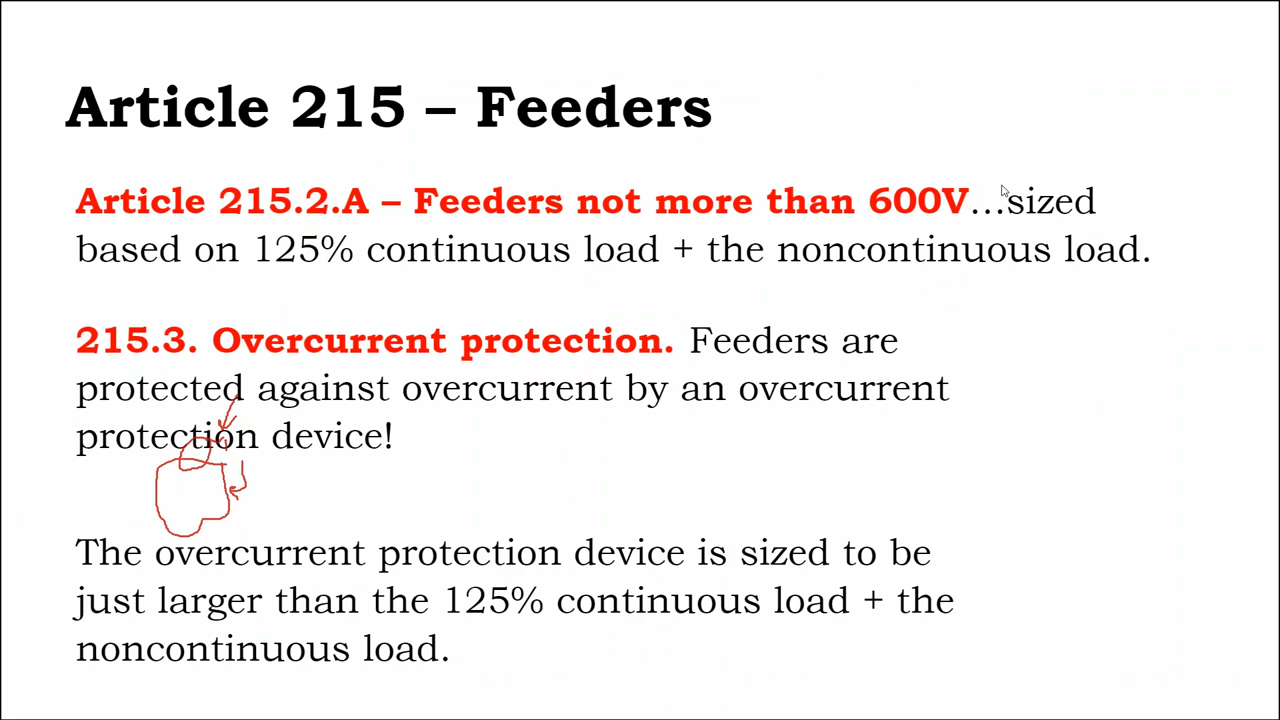 Article 215 – Feeders
Article 215.2.A – Feeders not more than 600V...sized
based on 125% continuous load + the noncontinuous load.
215.3. Overcurrent protection. Feeders are
protected against overcurrent by an overcurrent
protection device!
The overcurrent protection device is sized to be
just larger than the 125% continuous load + the
noncontinuous load.